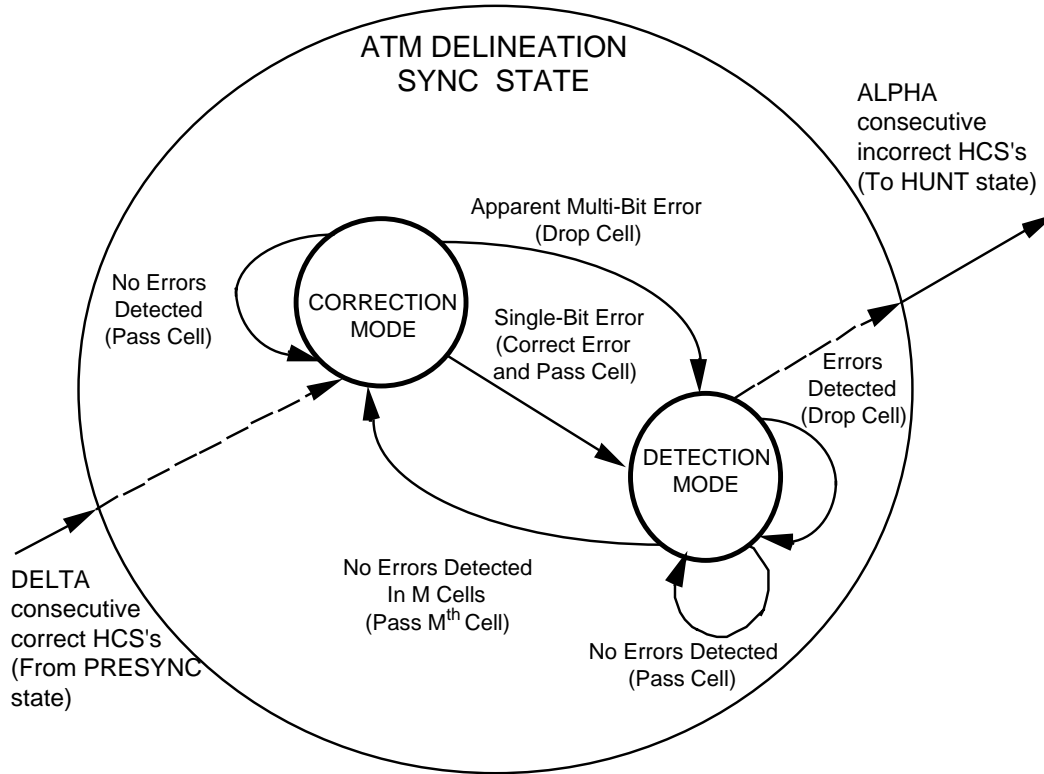 ATM DELINEATION
SYNC STATE
ALPHA
consecutive
incorrect HCS's
(To HUNT state)
Apparent Multi-Bit Error
(Drop Cell)
No Errors
Detected
(Pass Cell)
CORRECTION
MODE
Single-Bit Error
(Correct Error
and Pass Cell)
Errors
Detected
(Drop Cell)
DETECTION
MODE
No Errors Detected
In M Cells
(Pass Mth Cell)
DELTA
consecutive
correct HCS's
(From PRESYNC
state)
No Errors Detected
(Pass Cell)